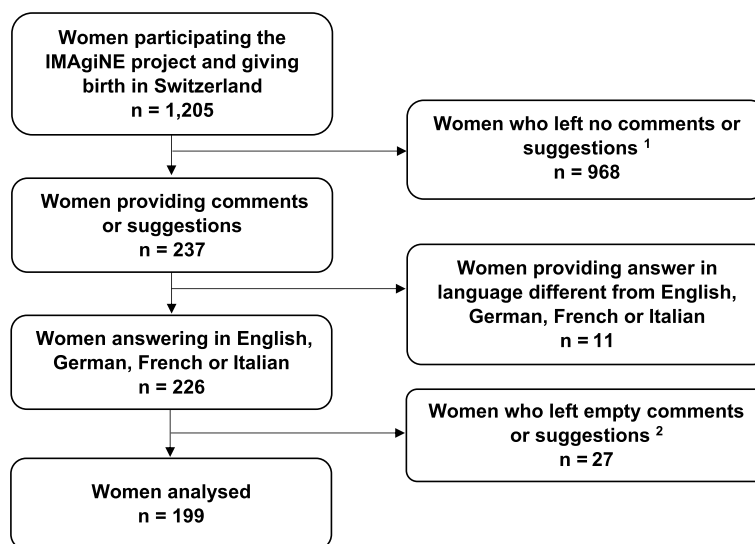 Women participating the
IMAgiNE project and giving
birth in Switzerland
n = 1,205
Women who left no comments or
suggestions 1
n = 968
Women providing comments
or suggestions
n = 237
Women providing answer in
language different from English,
German, French or Italian
n = 11
Women answering in English,
German, French or Italian
n = 226
Women who left empty comments
or suggestions 2
n = 27
Women analysed
n = 199